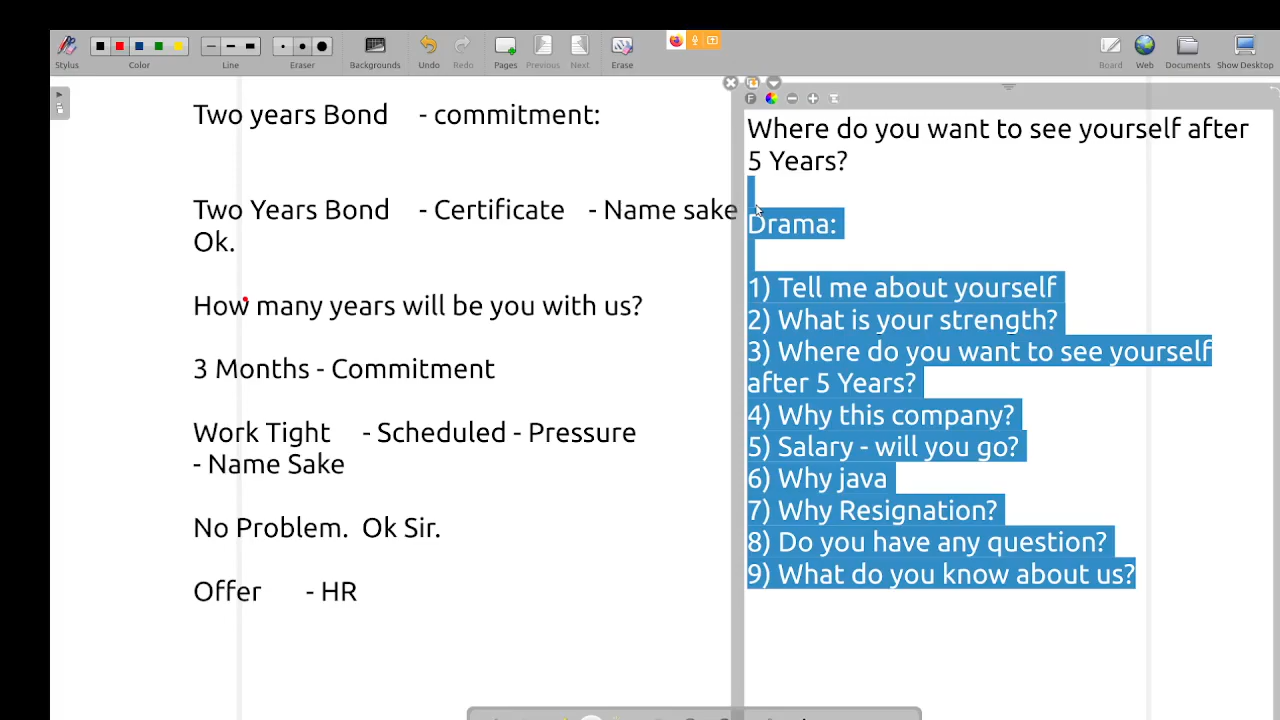 Stylus
Color
Line
Eraser
Backgrounds
Undo
Redo
Pages
Previous
Next
Erase
Board
Web
Documents
Show Desktop
Two years Bond - commitment:
Two Years Bond - Certificate - Name sake
Ok.
How many years will be you with us?
3 Months - Commitment
Work Tight - Scheduled - Pressure
- Name Sake
No Problem. Ok Sir.
Offer - HR
F
Where do you want to see yourself after
5 Years?
Drama:
1) Tell me about yourself
2) What is your strength?
3) Where do you want to see yourself
after 5 Years?
4) Why this company?
5) Salary - will you go?
6) Why java
7) Why Resignation?
8) Do you have any question?
9) What do you know about us?